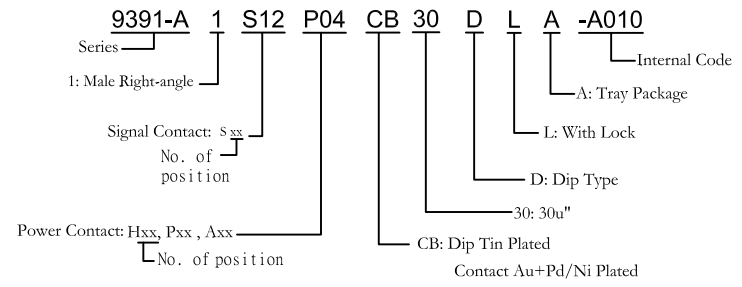 9391-A 1 S12 P04 CB 30 D L A -A010
Series
Internal Code
1: Male Right-angle
A: Tray Package
Signal Contact: S xx
L: With Lock
No. of
position
D: Dip Type
30: 30u"
Power Contact: Hxx, Pxx , Axx
CB: Dip Tin Plated
No. of position
Contact Au+Pd/Ni Plated